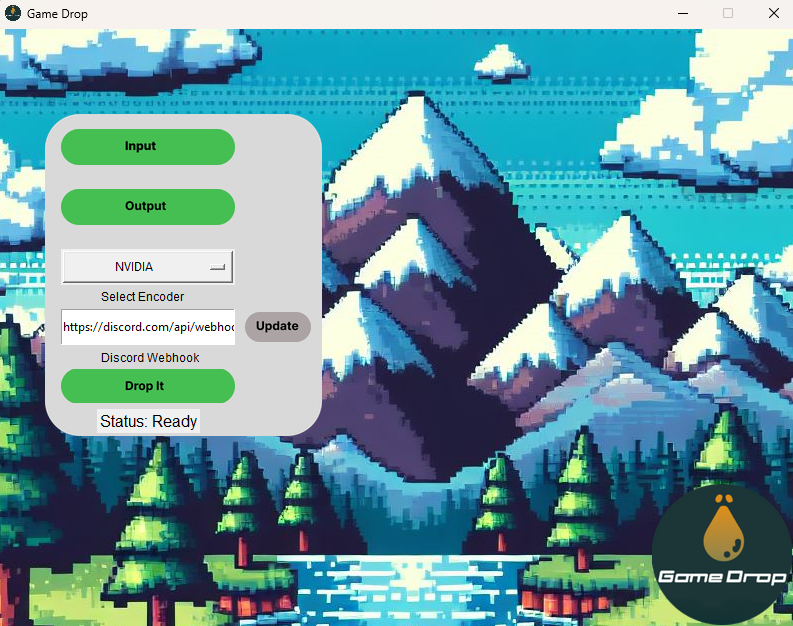 Game Drop
Input
Output
NVIDIA
Select Encoder
https://discord.com/api/webhoo
Update
Discord Webhook
Drop It
Status: Ready
Game Drop